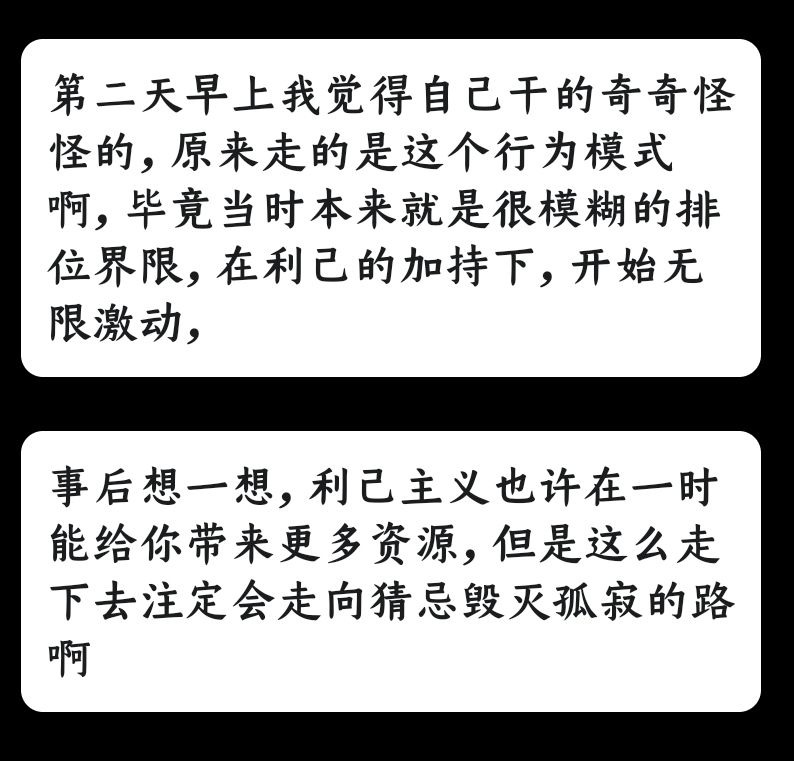 第二天早上我觉得自己干的奇奇怪
怪的，原来走的是这个行为模式
啊，毕竟当时本来就是很模糊的排
位界限，在利己的加持下，开始无
限激动，
事后想一想，利己主义也许在一时
能给你带来更多资源，但是这么走
下去注定会走向猜忌毁灭孤寂的路
啊